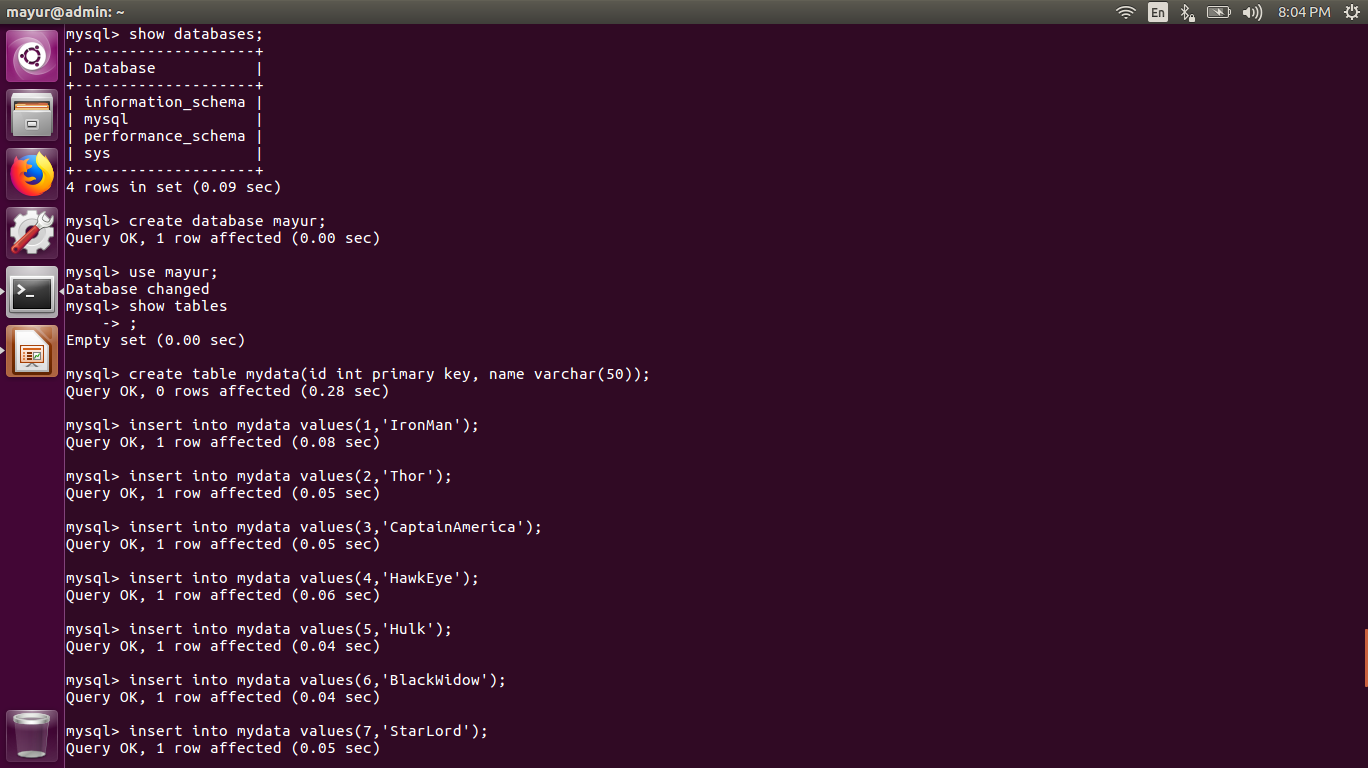 mayur@admin: ~
En
8:04 PM
mysql> show databases;
+--------------------+
| Database           |
+--------------------+
| information_schema |
| mysql              |
| performance_schema |
| sys                |
+--------------------+
4 rows in set (0.09 sec)
mysql> create database mayur;
Query OK, 1 row affected (0.00 sec)
mysql> use mayur;
Database changed
mysql> show tables
    -> ;
Empty set (0.00 sec)
mysql> create table mydata(id int primary key, name varchar(50));
Query OK, 0 rows affected (0.28 sec)
mysql> insert into mydata values(1,'IronMan');
Query OK, 1 row affected (0.08 sec)
mysql> insert into mydata values(2,'Thor');
Query OK, 1 row affected (0.05 sec)
mysql> insert into mydata values(3,'CaptainAmerica');
Query OK, 1 row affected (0.05 sec)
mysql> insert into mydata values(4,'HawkEye');
Query OK, 1 row affected (0.06 sec)
mysql> insert into mydata values(5,'Hulk');
Query OK, 1 row affected (0.04 sec)
mysql> insert into mydata values(6,'BlackWidow');
Query OK, 1 row affected (0.04 sec)
mysql> insert into mydata values(7,'StarLord');
Query OK, 1 row affected (0.05 sec)